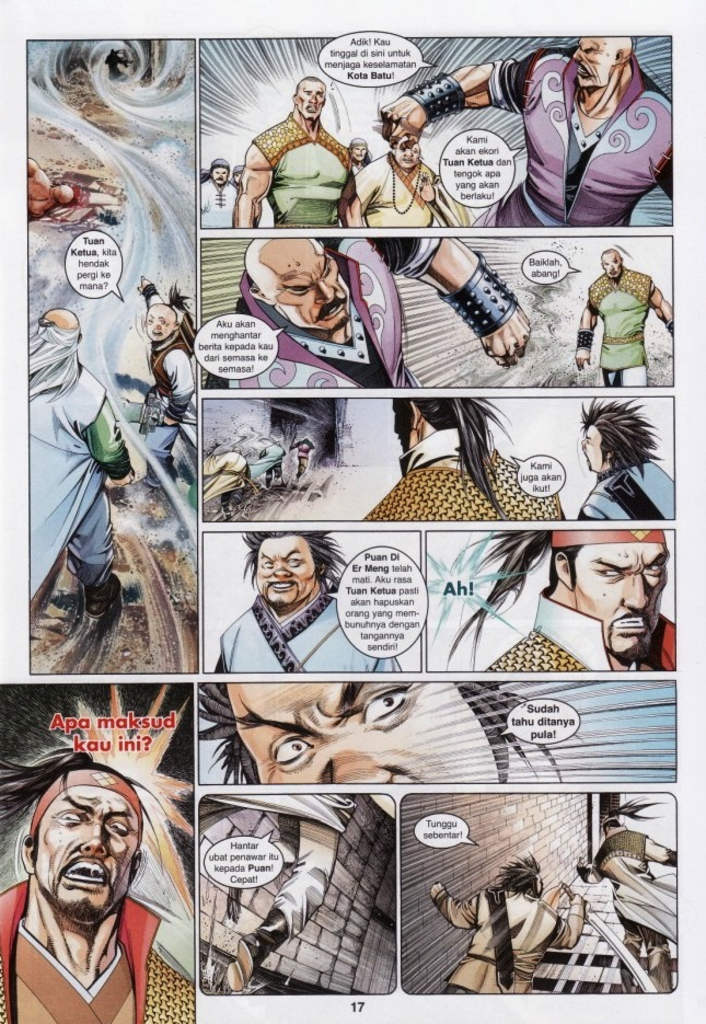 Tuan
Ketua, kita
hendak
pergi ke
mana?
Adik! Kau
tinggal di sini untuk
menjaga keselamatan
Kota Batu!
Kami
akan ekori
Tuan Ketua dan
tengok apa
yang akan
berlaku!
Aku akan
menghantar
berita kepada kau
dari semasa ke
semasa!
Baiklah,
abang!
Kami
juga akan
ikut!
Puan Di
Er Meng telah
mati. Aku rasa
Tuan Ketua pasti
akan hapuskan
orang yang mem-
bunuhnya dengan
tangannya
sendiri!
Ah!
Apa maksud
kau ini?
Sudah
tahu ditanya
pula!
Hantar
ubat penawar itu
kepada Puan!
Cepat!
Tunggu
sebentar!
17